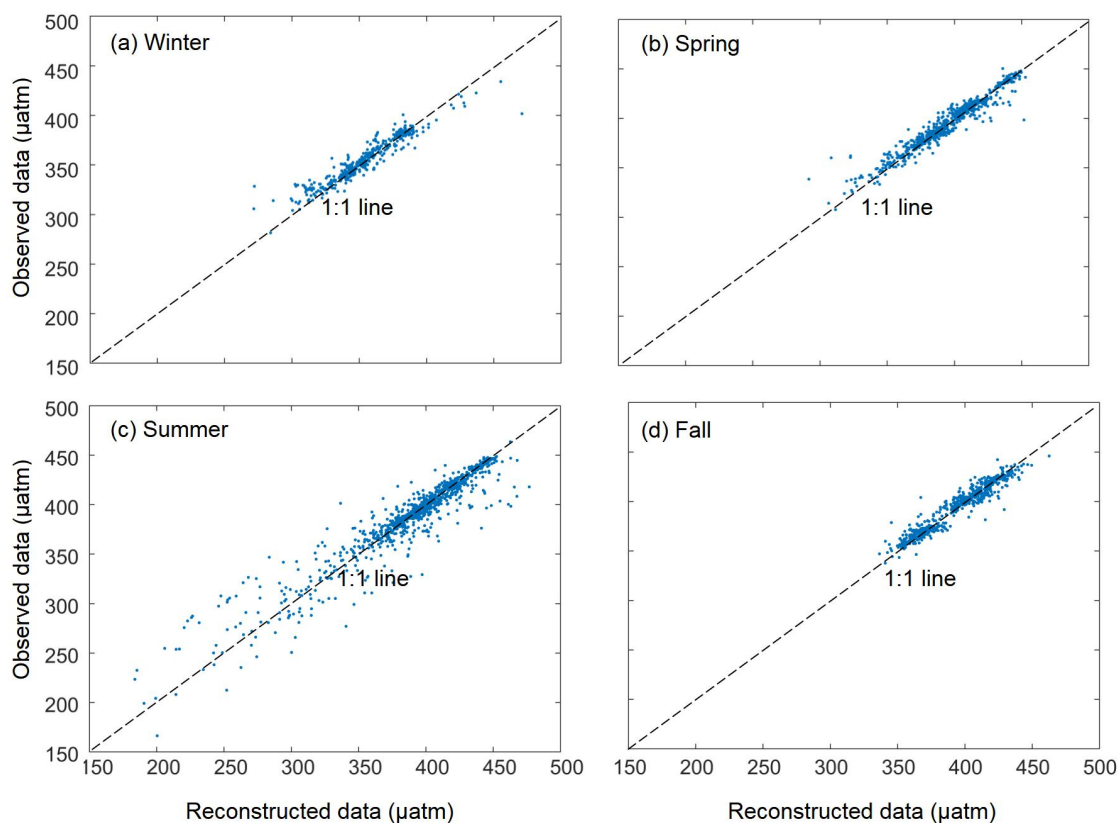 (a) Winter
500
450
400
350
300
250
200
150
Observed data (μatm)
1:1 line
(b) Spring
1:1 line
(c) Summer
500
450
400
350
300
250
200
150
Observed data (μatm)
1:1 line
150 200 250 300 350 400 450 500
Reconstructed data (μatm)
(d) Fall
1:1 line
150 200 250 300 350 400 450 500
Reconstructed data (μatm)